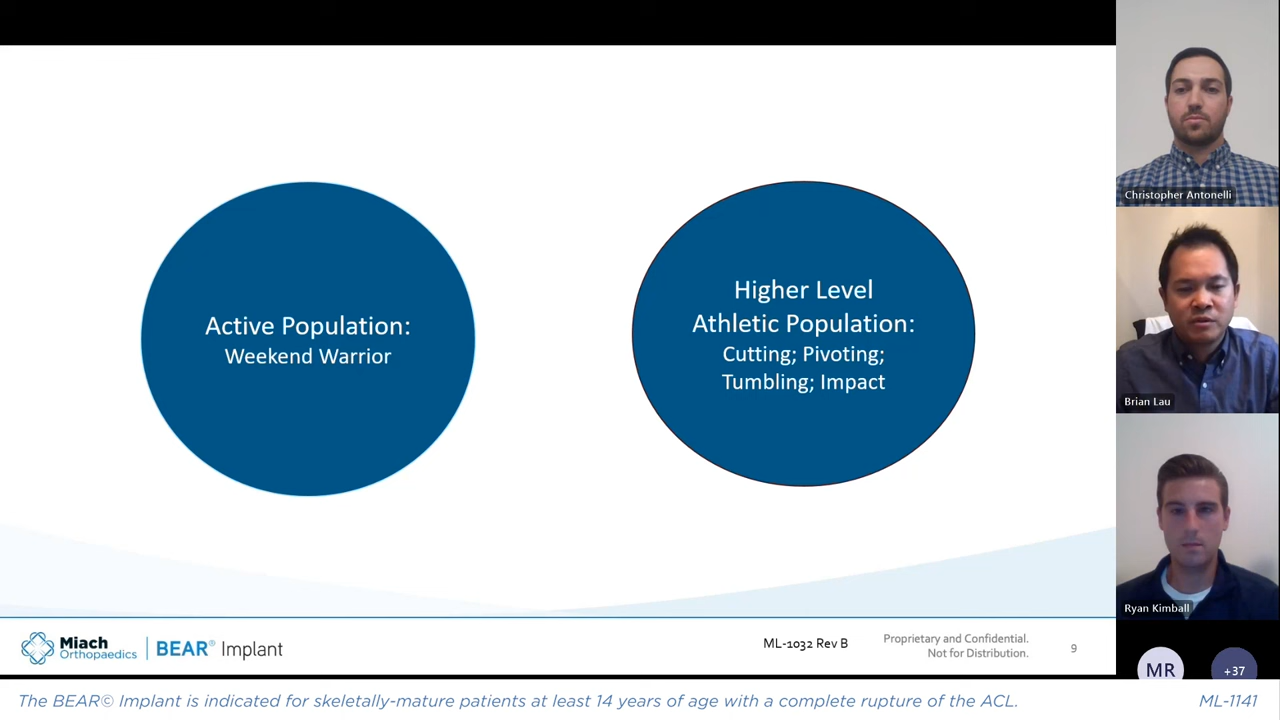 Active Population:
Weekend Warrior
Higher Level
Athletic Population:
Cutting; Pivoting;
Tumbling; Impact
Christopher Antonelli
Brian Lau
Ryan Kimball
MR
+37
Miach
Orthopaedics
BEAR® Implant
ML-1032 Rev B
Proprietary and Confidential.
Not for Distribution.
9
The BEAR© Implant is indicated for skeletally-mature patients at least 14 years of age with a complete rupture of the ACL.
ML-1141